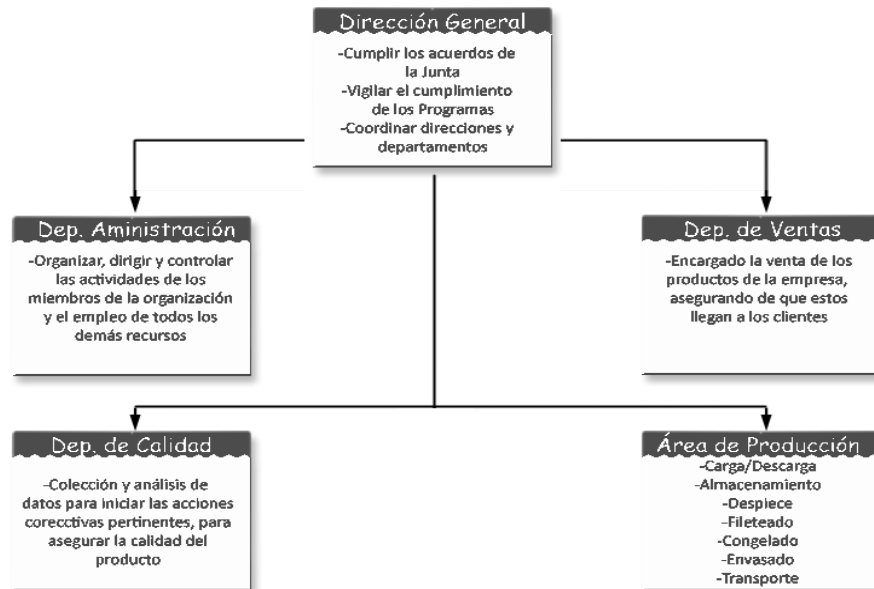 Dirección General
-Cumplir los acuerdos de
la Junta
-Vigilar el cumplimiento
de los Programas
-Coordinar direcciones y
departamentos
Dep. Aministración
-Organizar, dirigir y controlar
las actividades de los
miembros de la organización
y el empleo de todos los
demás recursos
Dep. de Ventas
-Encargado la venta de los
productos de la empresa,
asegurando de que estos
llegan a los clientes
Dep. de Calidad
-Colección y análisis de
datos para iniciar las acciones
corecctivas pertinentes, para
asegurar la calidad del
producto
Área de Producción
-Carga/Descarga
-Almacenamiento
-Despiece
-Fileteado
-Congelado
-Envasado
-Transporte